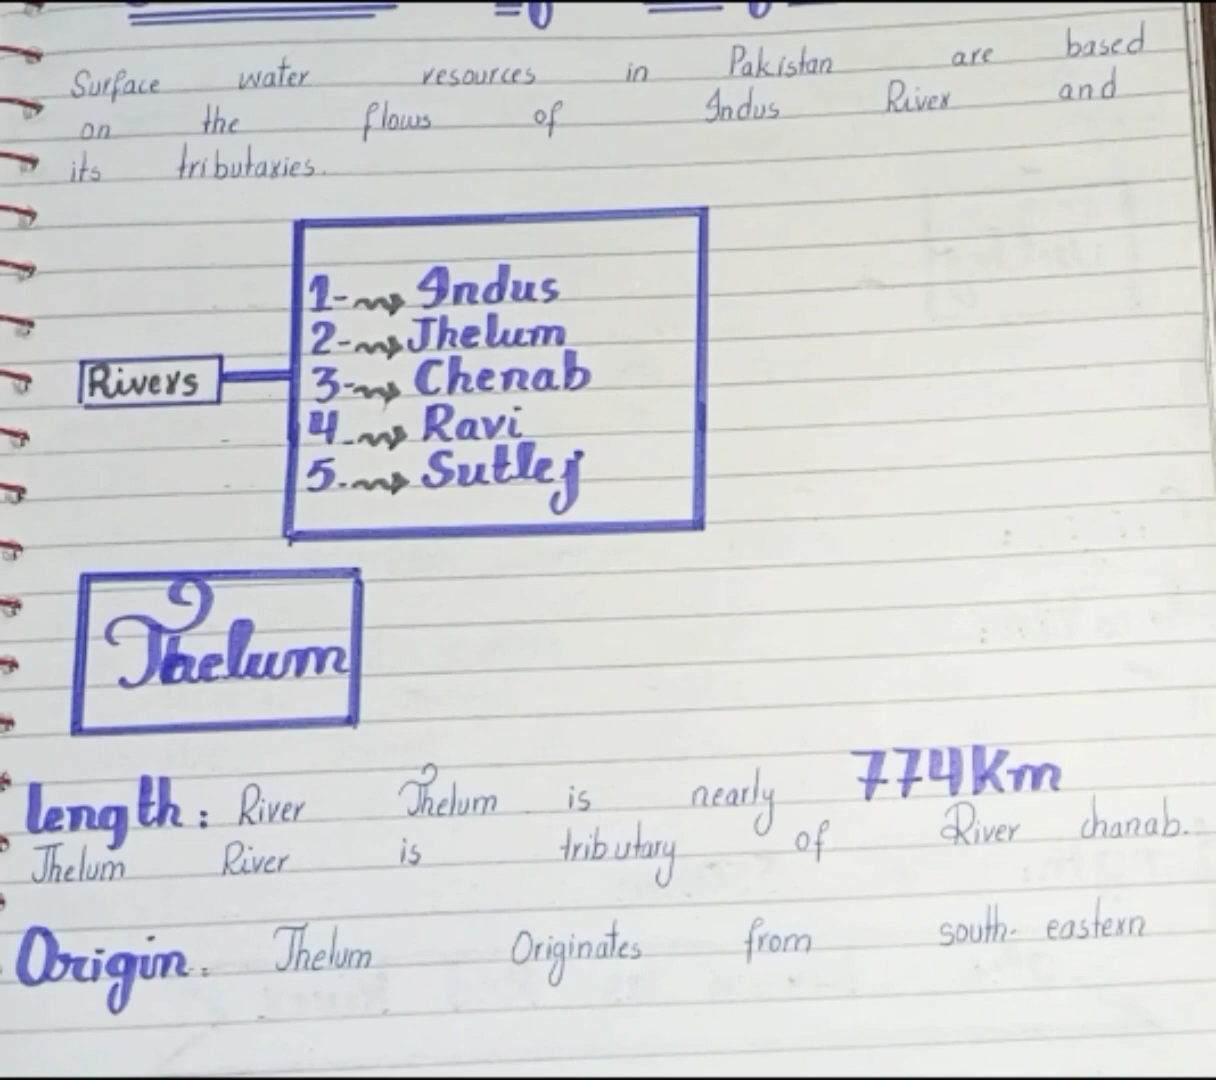 Surface water resources in Pakistan are based
on the flows of Indus River and
its tributaries.
Rivers
1- Indus
2- Jhelum
3- Chenab
4- Ravi
5- Sutlej
Jhelum
length: River Jhelum is nearly 774Km
Jhelum River is tributary of River chanab.
Origin. Jhelum Originates from south-eastern